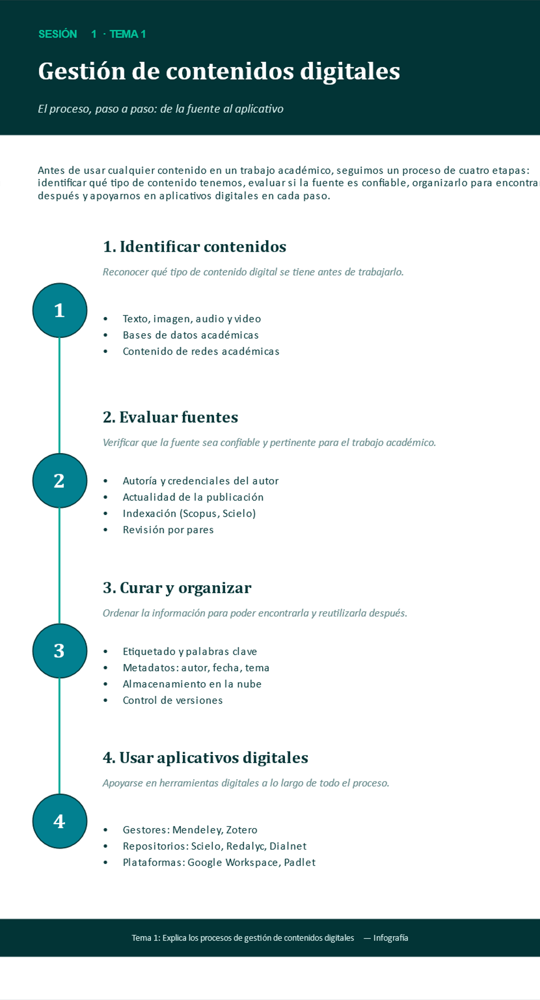 SESIÓN 1 · TEMA 1
Gestión de contenidos digitales
El proceso, paso a paso: de la fuente al aplicativo
Antes de usar cualquier contenido en un trabajo académico, seguimos un proceso de cuatro etapas:
identificar qué tipo de contenido tenemos, evaluar si la fuente es confiable, organizarlo para
después y apoyarnos en aplicativos digitales en cada paso.
1. Identificar contenidos
Reconocer qué tipo de contenido digital se tiene antes de trabajarlo.
1
• Texto, imagen, audio y video
• Bases de datos académicas
• Contenido de redes académicas
2. Evaluar fuentes
Verificar que la fuente sea confiable y pertinente para el trabajo académico.
2
• Autoría y credenciales del autor
• Actualidad de la publicación
• Indexación (Scopus, Scielo)
• Revisión por pares
3. Curar y organizar
Ordenar la información para poder encontrarla y reutilizarla después.
3
• Etiquetado y palabras clave
• Metadatos: autor, fecha, tema
• Almacenamiento en la nube
• Control de versiones
4. Usar aplicativos digitales
Apoyarse en herramientas digitales a lo largo de todo el proceso.
4
• Gestores: Mendeley, Zotero
• Repositorios: Scielo, Redalyc, Dialnet
• Plataformas: Google Workspace, Padlet
Tema 1: Explica los procesos de gestión de contenidos digitales — Infografía